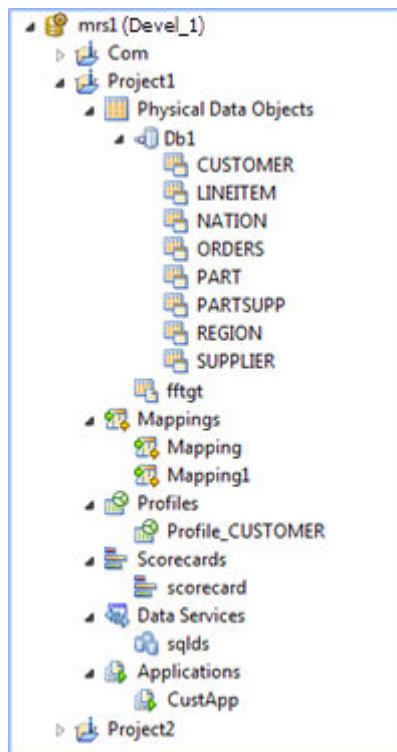 mrs1 (Devel_1)
Com
Project1
Physical Data Objects
Db1
CUSTOMER
LINEITEM
NATION
ORDERS
PART
PARTSUPP
REGION
SUPPLIER
fftgt
Mappings
Mapping
Mapping1
Profiles
Profile_CUSTOMER
Scorecards
scorecard
Data Services
sqlds
Applications
CustApp
Project2